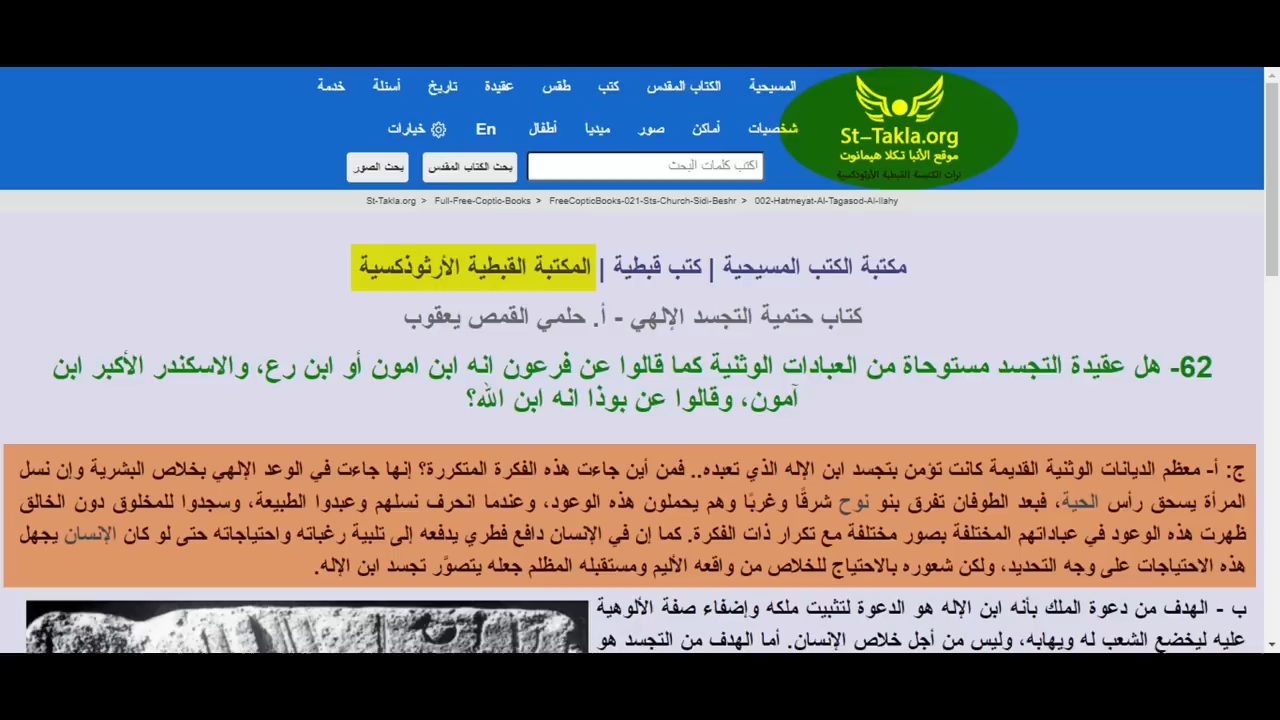 المسيحية الكتاب المقدس كتب طقس عقيدة تاريخ أسئلة خدمة
شخصيات أماكن صور ميديا أطفال En خيارات
St-Takla.org
موقع الأنبا تكلا هيمانوت
تراث الكنيسة القبطية الأرثوذكسية
اكتب كلمات البحث بحث الكتاب المقدس بحث الصور
St-Takla.org > Full-Free-Coptic-Books > FreeCopticBooks-021-Sts-Church-Sidi-Beshr > 002-Hatmeyat-Al-Tagasod-Al-Ilahy
مكتبة الكتب المسيحية | كتب قبطية | المكتبة القبطية الأرثوذكسية
كتاب حتمية التجسد الإلهي - أ. حلمي القمص يعقوب
62- هل عقيدة التجسد مستوحاة من العبادات الوثنية كما قالوا عن فرعون انه ابن امون أو ابن رع، والاسكندر الأكبر ابن
آمون، وقالوا عن بوذا انه ابن الله؟
ج: أ- معظم الديانات الوثنية القديمة كانت تؤمن بتجسد ابن الإله الذي تعبده.. فمن أين جاءت هذه الفكرة المتكررة؟ إنها جاءت في الوعد الإلهي بخلاص البشرية وإن نسل
المرأة يسحق رأس الحية، فبعد الطوفان تفرق بنو نوح شرقًا وغربًا وهم يحملون هذه الوعود، وعندما انحرف نسلهم وعبدوا الطبيعة، وسجدوا للمخلوق دون الخالق
ظهرت هذه الوعود في عباداتهم المختلفة بصور مختلفة مع تكرار ذات الفكرة. كما إن في الإنسان دافع فطري يدفعه إلى تلبية رغباته واحتياجاته حتى لو كان الإنسان يجهل
هذه الاحتياجات على وجه التحديد، ولكن شعوره بالاحتياج للخلاص من واقعه الأليم ومستقبله المظلم جعله يتصوَّر تجسد ابن الإله.
ب - الهدف من دعوة الملك بأنه ابن الإله هو الدعوة لتثبيت ملكه وإضفاء صفة الألوهية
عليه ليخضع الشعب له ويهابه، وليس من أجل خلاص الإنسان. أما الهدف من التجسد هو